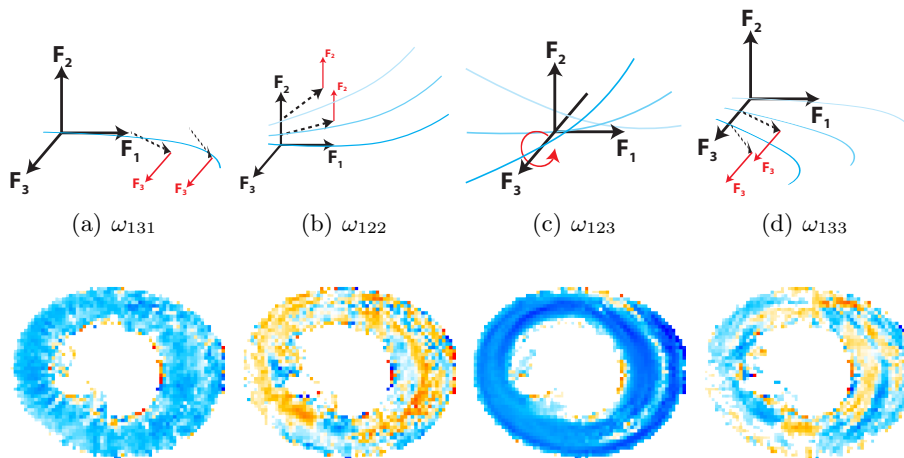 F₂
F₁
F₃
F₃
F₃
F₂
F₂
F₂
F₁
F₃
F₂
F₁
F₃
F₂
F₁
F₃
F₃
F₃
(a) ω₁₃₁
(b) ω₁₂₂
(c) ω₁₂₃
(d) ω₁₃₃